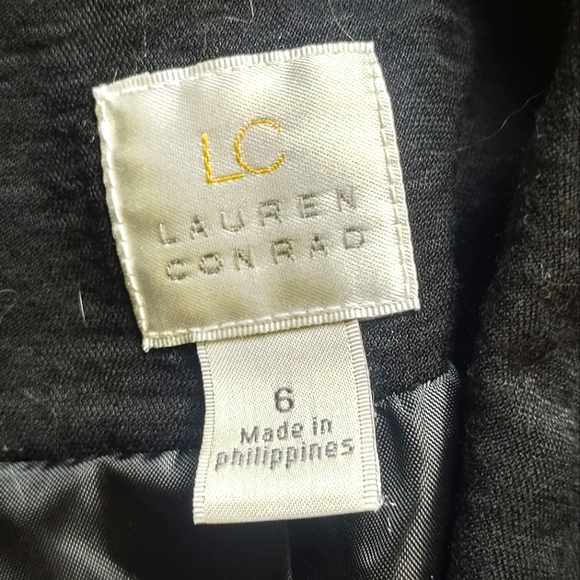 LC
LAUREN
CONRAD
6
Made in
philippines